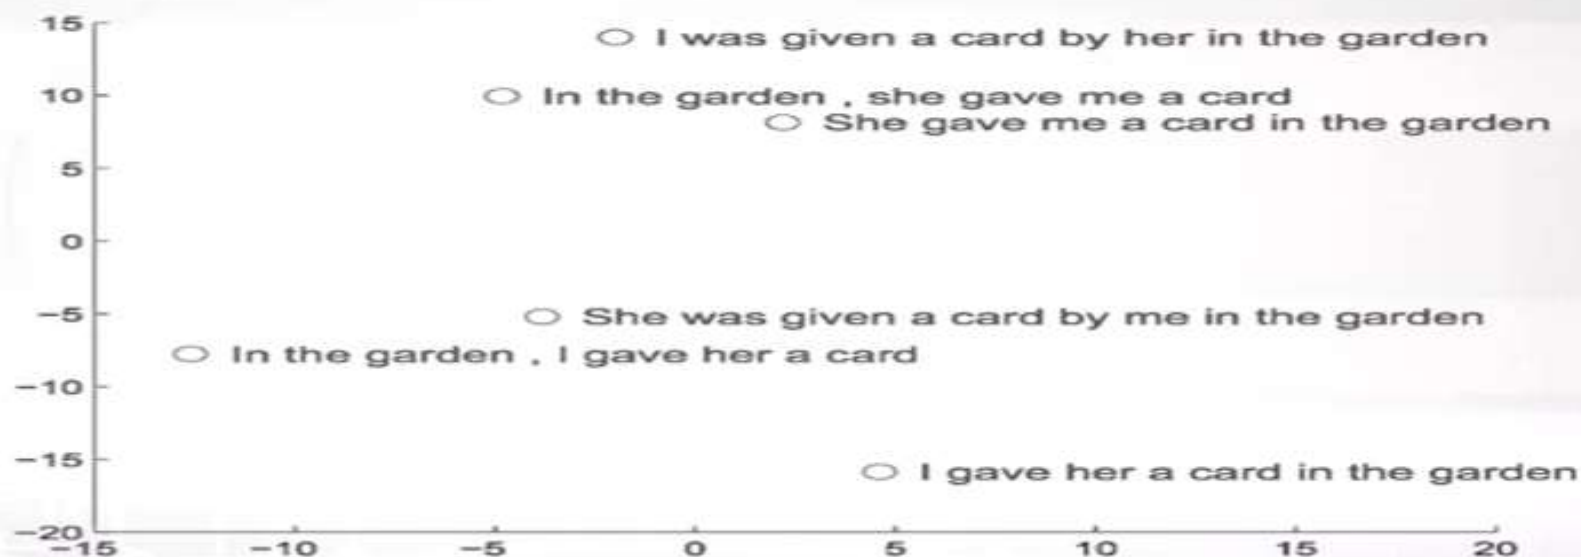 15
I was given a card by her in the garden
10
In the garden , she gave me a card
She gave me a card in the garden
5
0
-5
She was given a card by me in the garden
In the garden , I gave her a card
-10
-15
I gave her a card in the garden
-20
-15 -10 -5 0 5 10 15 20